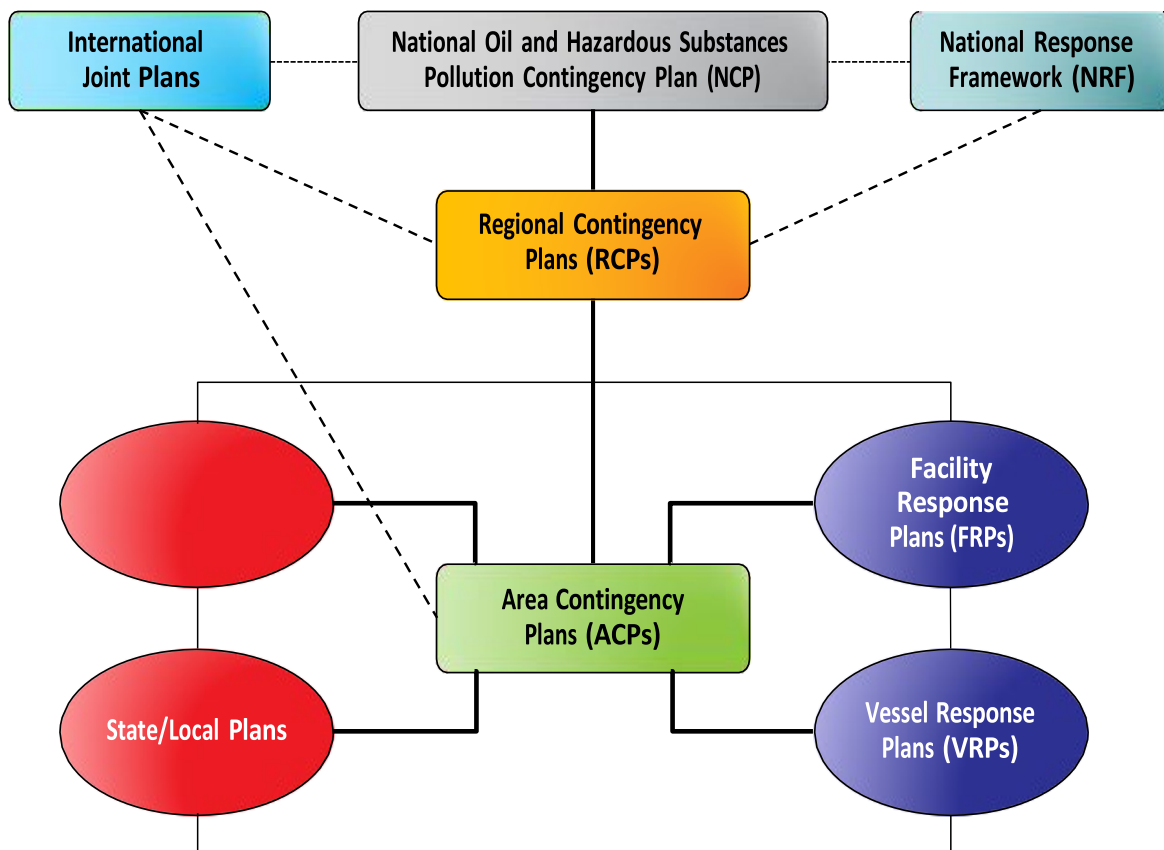 International
Joint Plans
National Oil and Hazardous Substances
Pollution Contingency Plan (NCP)
National Response
Framework (NRF)
Regional Contingency
Plans (RCPs)
Facility
Response
Plans (FRPs)
Area Contingency
Plans (ACPs)
State/Local Plans
Vessel Response
Plans (VRPs)